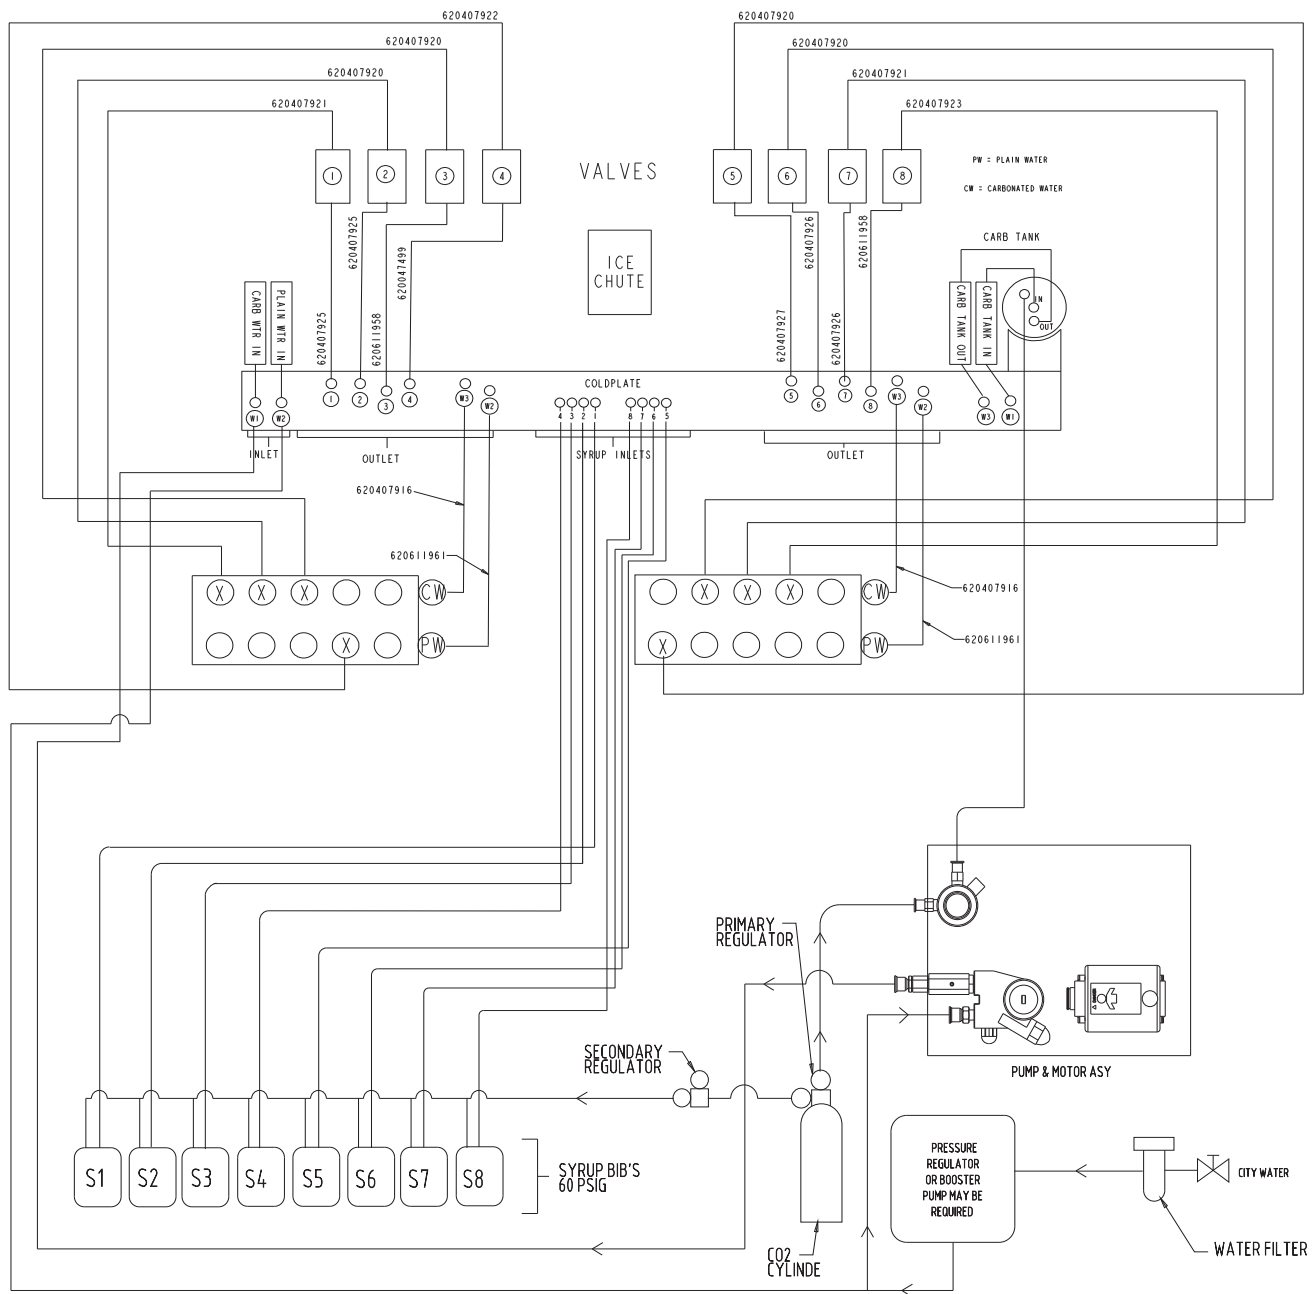 620407922
620407920
620407920
620407921
620407920
620407920
620407921
620407923
1
2
3
4
VALVES
5
6
7
8
PW = PLAIN WATER
CW = CARBONATED WATER
ICE
CHUTE
CARB TANK
IN
OUT
CARB WTR IN
PLAIN WTR IN
620407925
620407925
620611958
620047499
620407927
620407926
620407926
620611958
CARB TANK OUT
CARB TANK IN
COLDPLATE
W1
W2
1
2
3
4
W3
W2
4
3
2
1
8
7
6
5
5
6
7
8
W3
W2
W3
W1
INLET
OUTLET
SYRUP INLETS
OUTLET
620407916
620611961
X
X
X
CW
X
PW
X
X
X
CW
X
PW
620407916
620611961
PRIMARY
REGULATOR
SECONDARY
REGULATOR
PUMP & MOTOR ASY
S1
S2
S3
S4
S5
S6
S7
S8
SYRUP BIB'S
60 PSIG
PRESSURE
REGULATOR
OR BOOSTER
PUMP MAY BE
REQUIRED
CITY WATER
WATER FILTER
CO2
CYLINDE